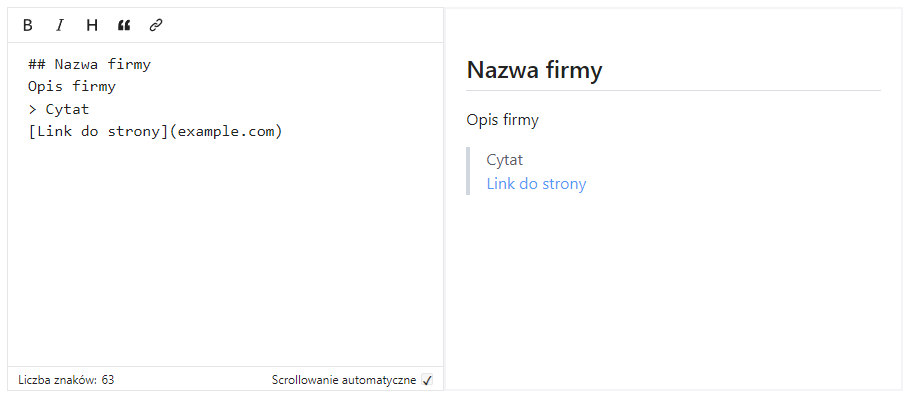 B I H
## Nazwa firmy
Opis firmy
> Cytat
[Link do strony](example.com)
Liczba znaków: 63
Scrollowanie automatyczne
Nazwa firmy
Opis firmy
Cytat
Link do strony